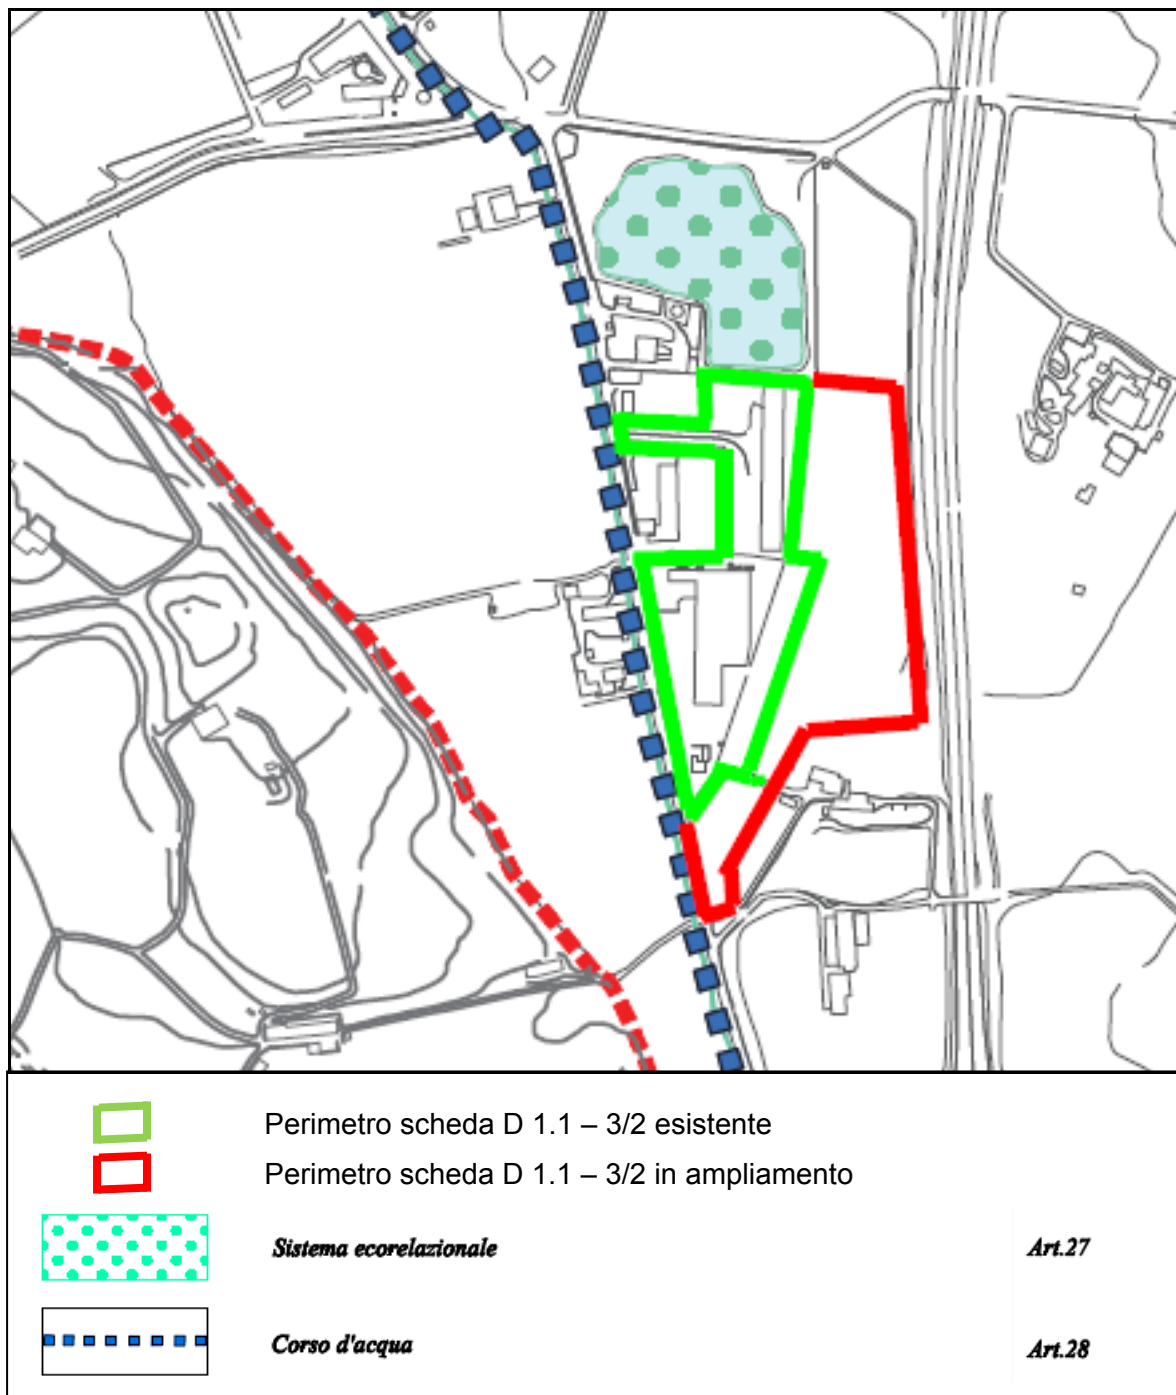 Perimetro scheda D 1.1 – 3/2 esistente
Perimetro scheda D 1.1 – 3/2 in ampliamento
Sistema ecorelazionale Art.27
Corso d'acqua Art.28